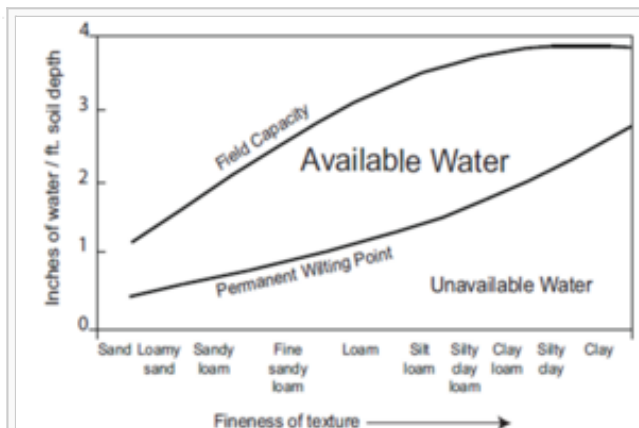 4
3
2
1
0
Inches of water / ft. soil depth
Field Capacity
Available Water
Permanent Wilting Point
Unavailable Water
Sand
Loamy
sand
Sandy
loam
Fine
sandy
loam
Loam
Silt
loam
Silty
clay
loam
Clay
loam
Silty
clay
Clay
Fineness of texture